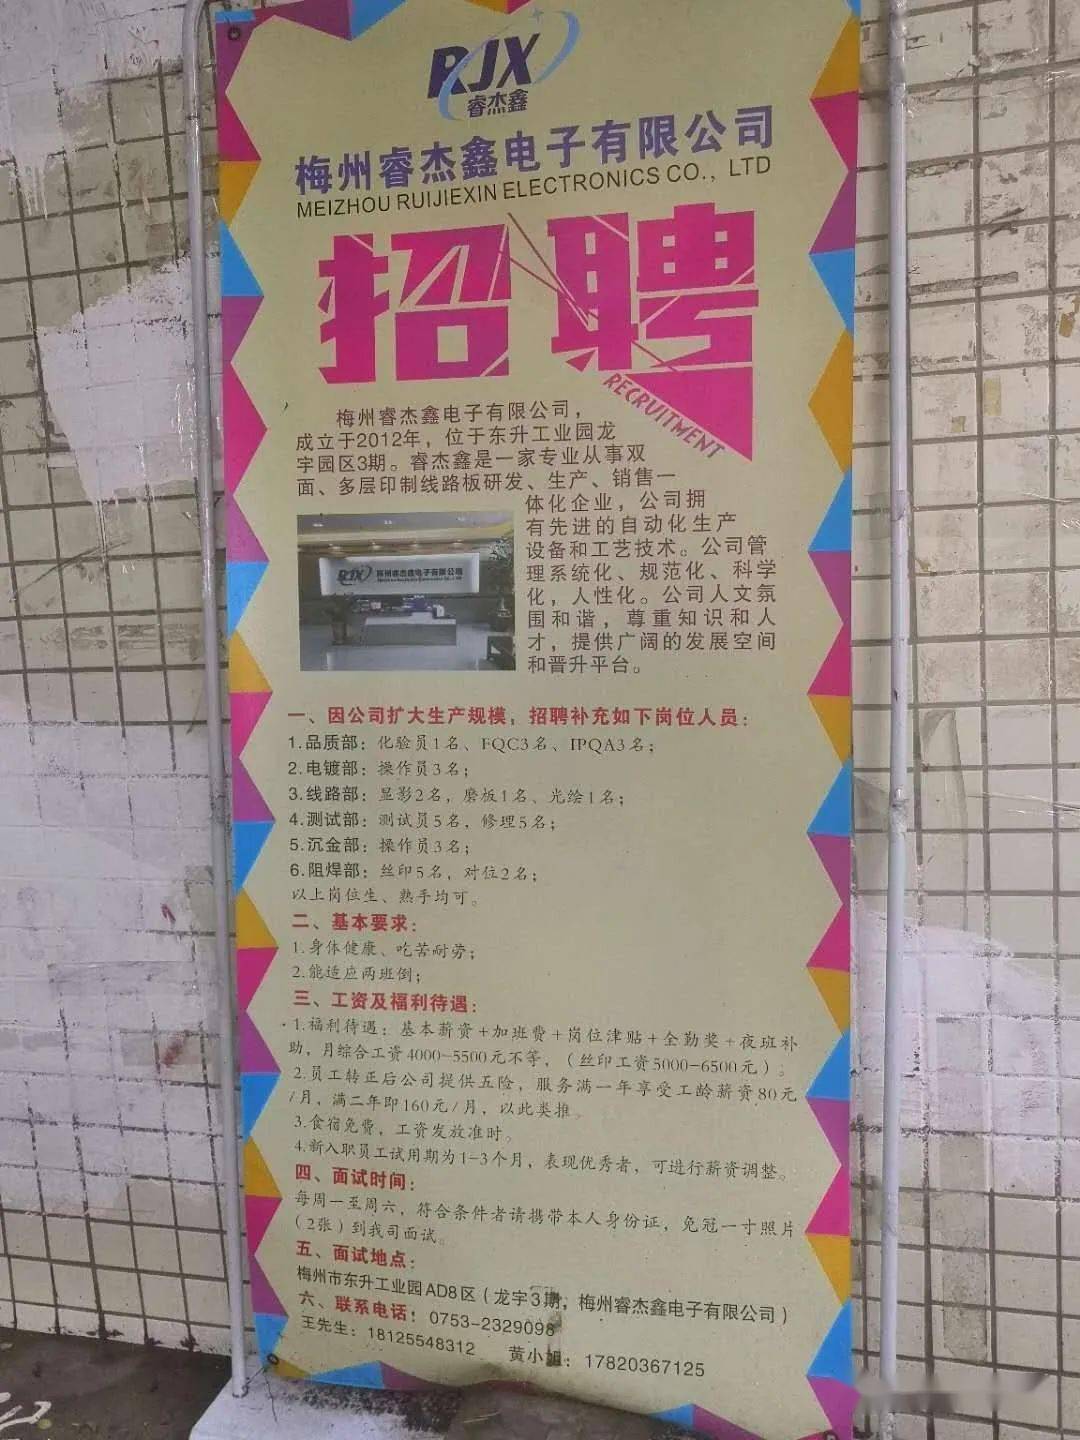 RJX
睿杰鑫
梅州睿杰鑫电子有限公司
MEIZHOU RUIJIEXIN ELECTRONICS CO., LTD
招聘
RECRUITMENT
梅州睿杰鑫电子有限公司，
成立于2012年，位于东升工业园龙
宇园区3期。睿杰鑫是一家专业从事双
面、多层印制线路板研发、生产、销售一
体化企业，公司拥
有先进的自动化生产
设备和工艺技术。公司管
理系统化、规范化、科学
化，人性化。公司人文氛
围和谐，尊重知识和人
才，提供广阔的发展空间
和晋升平台。
RJX 梅州睿杰鑫电子有限公司
一、因公司扩大生产规模，招聘补充如下岗位人员：
1.品质部：化验员1名、FQC3名、IPQA3名；
2.电镀部：操作员3名；
3.线路部：显影2名，磨板1名、光绘1名；
4.测试部：测试员5名，修理5名；
5.沉金部：操作员3名；
6.阻焊部：丝印5名，对位2名；
以上岗位生、熟手均可。
二、基本要求：
1.身体健康、吃苦耐劳；
2.能适应两班倒；
三、工资及福利待遇：
1.福利待遇：基本薪资+加班费+岗位津贴+全勤奖+夜班补
助，月综合工资4000-5500元不等，（丝印工资5000-6500元）。
2.员工转正后公司提供五险，服务满一年享受工龄薪资80元
/月，满二年即160元/月，以此类推。
3.食宿免费，工资发放准时。
4.新入职员工试用期为1-3个月，表现优秀者，可进行薪资调整。
四、面试时间：
每周一至周六，符合条件者请携带本人身份证，免冠一寸照片
（2张）到我司面试。
五、面试地点：
梅州市东升工业园AD8区（龙宇3期，梅州睿杰鑫电子有限公司）
六、联系电话：0753-2329098
王先生：18125548312 黄小姐：17820367125